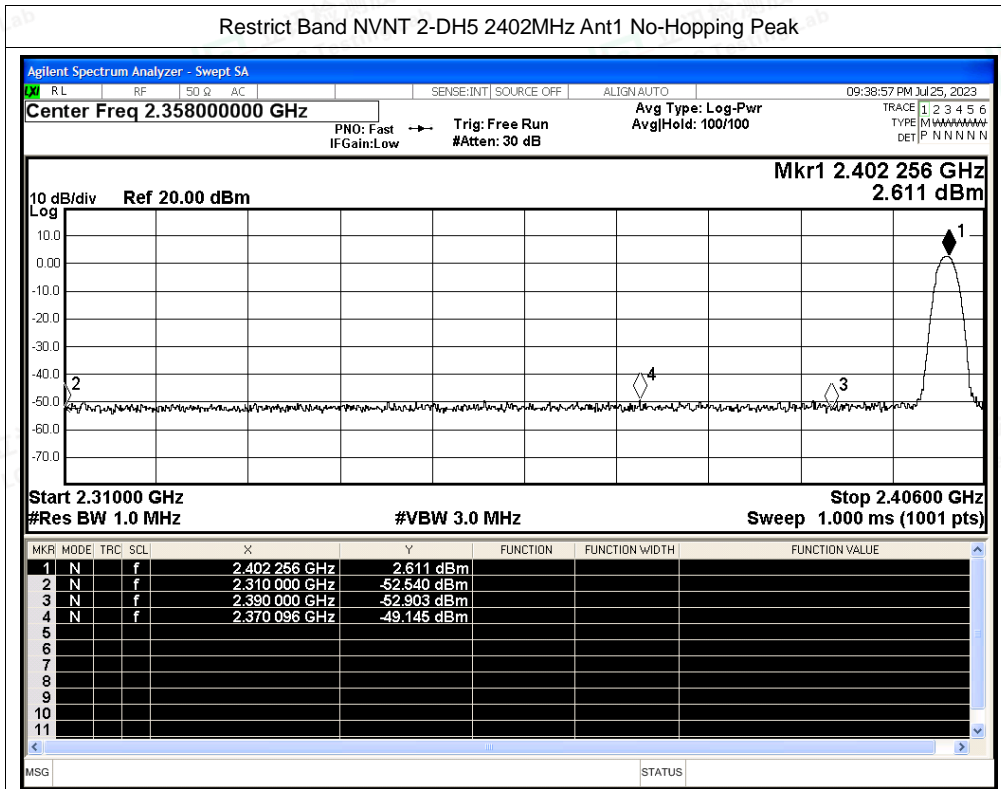 Restrict Band NVNT 2-DH5 2402MHz Ant1 No-Hopping Peak
Agilent Spectrum Analyzer - Swept SA
LXI RL RF 50 Ω AC SENSE:INT SOURCE OFF ALIGN AUTO 09:38:57 PM Jul 25, 2023
Center Freq 2.358000000 GHz
PNO: Fast
IFGain:Low
Trig: Free Run
#Atten: 30 dB
Avg Type: Log-Pwr
Avg|Hold: 100/100
TRACE 1 2 3 4 5 6
TYPE M WWWWW
DET P N N N N N
Mkr1 2.402 256 GHz
2.611 dBm
10 dB/div Ref 20.00 dBm
Log
10.0
0.00
-10.0
-20.0
-30.0
-40.0
-50.0
-60.0
-70.0
1
2
4
3
Start 2.31000 GHz Stop 2.40600 GHz
#Res BW 1.0 MHz #VBW 3.0 MHz Sweep 1.000 ms (1001 pts)
MKR MODE TRC SCL X Y FUNCTION FUNCTION WIDTH FUNCTION VALUE
1 N f 2.402 256 GHz 2.611 dBm
2 N f 2.310 000 GHz -52.540 dBm
3 N f 2.390 000 GHz -52.903 dBm
4 N f 2.370 096 GHz -49.145 dBm
5
6
7
8
9
10
11
MSG STATUS